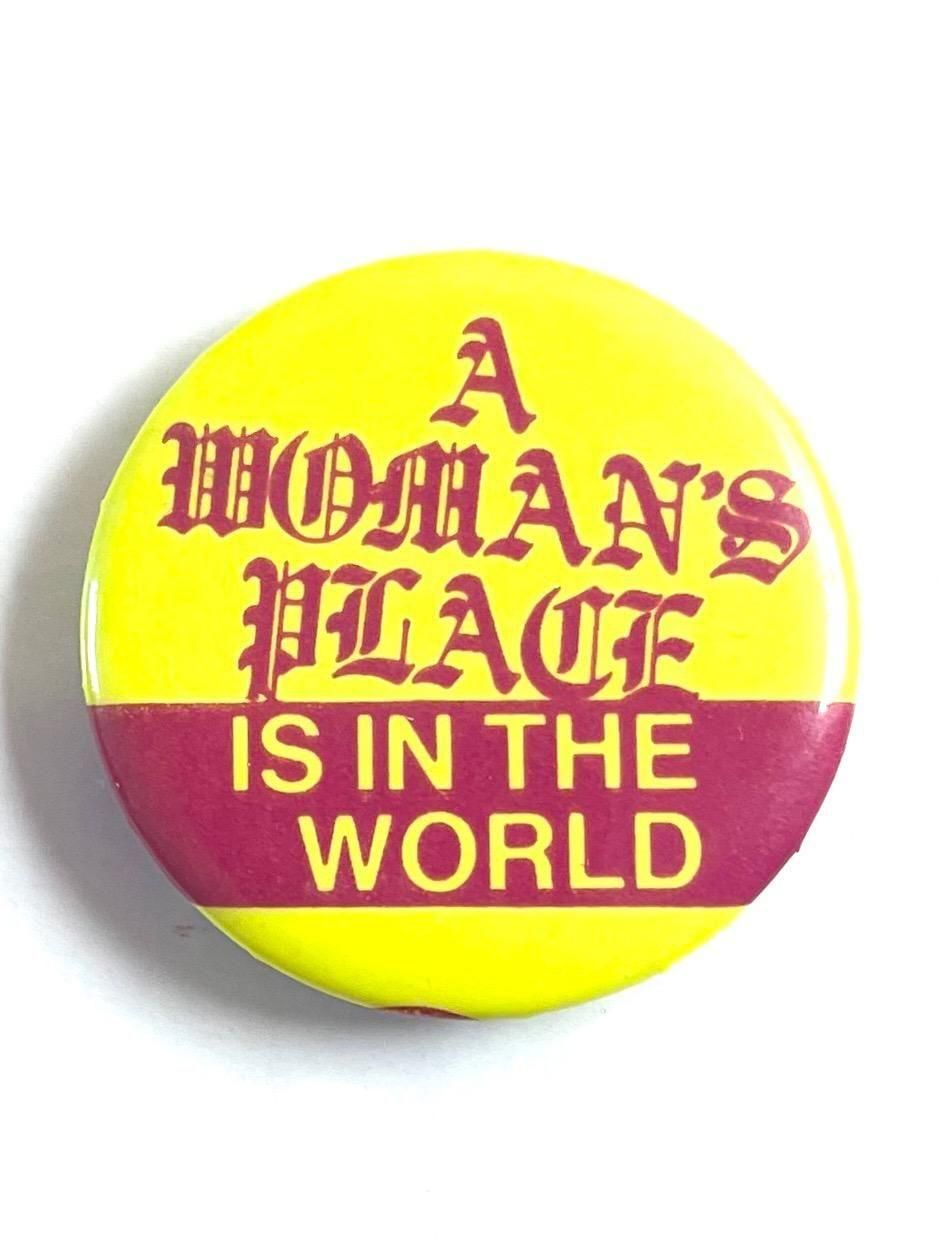 A
WOMAN'S
PLACE
IS IN THE
WORLD